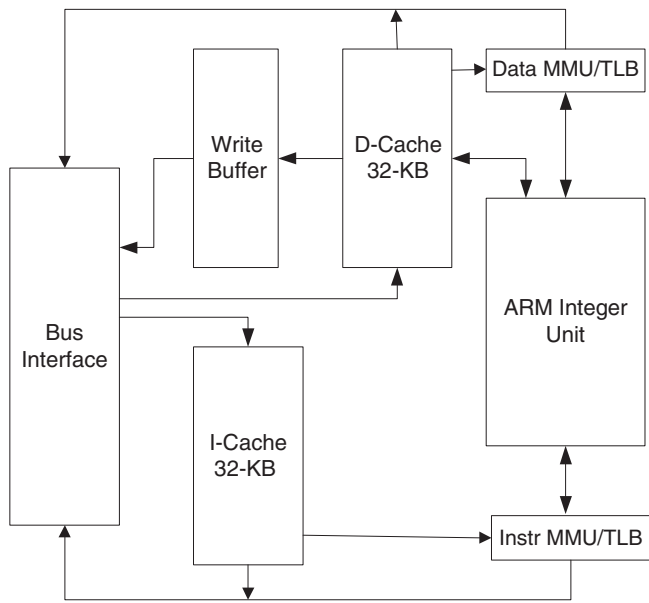 Data MMU/TLB
Write
Buffer
D-Cache
32-KB
Bus
Interface
ARM Integer
Unit
I-Cache
32-KB
Instr MMU/TLB